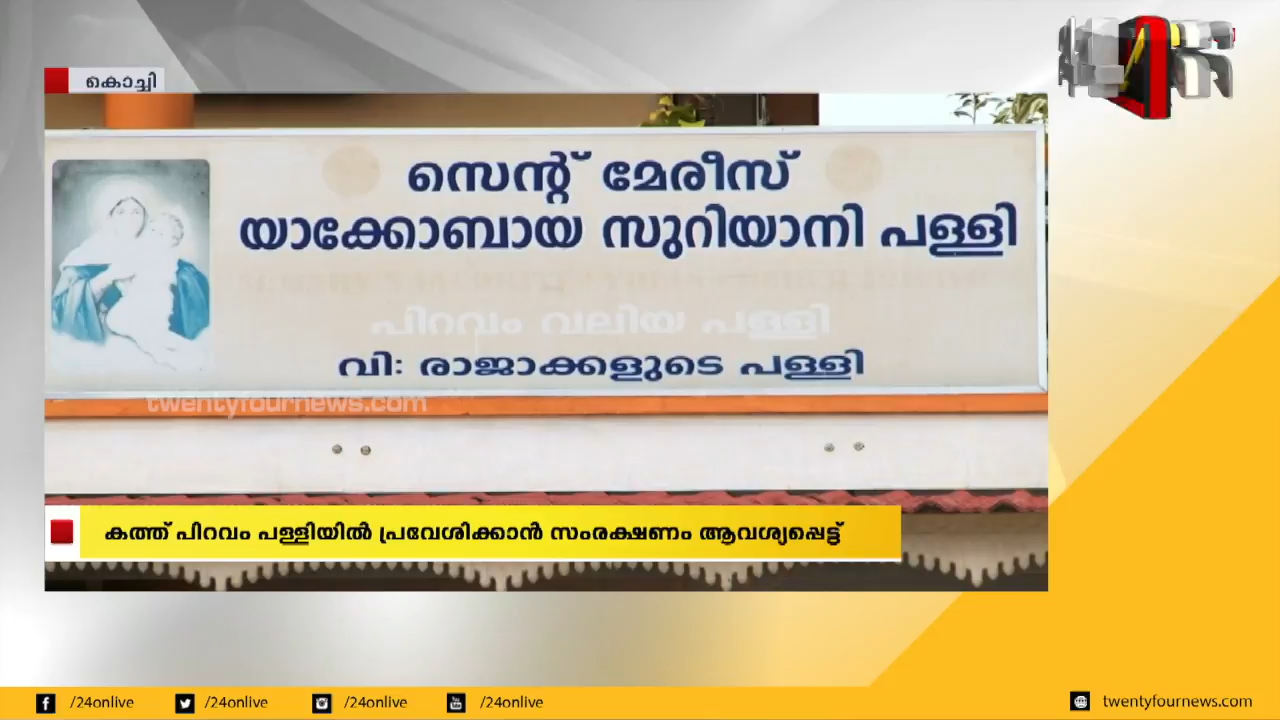 കൊച്ചി
സെന്റ് മേരീസ്
യാക്കോബായ സുറിയാനി പള്ളി
പിറവം വലിയ പള്ളി
വി: രാജാക്കളുടെ പള്ളി
twentyfournews.com
കത്ത് പിറവം പള്ളിയിൽ പ്രവേശിക്കാൻ സംരക്ഷണം ആവശ്യപ്പെട്ട്
/24onlive /24onlive /24onlive /24onlive twentyfournews.com